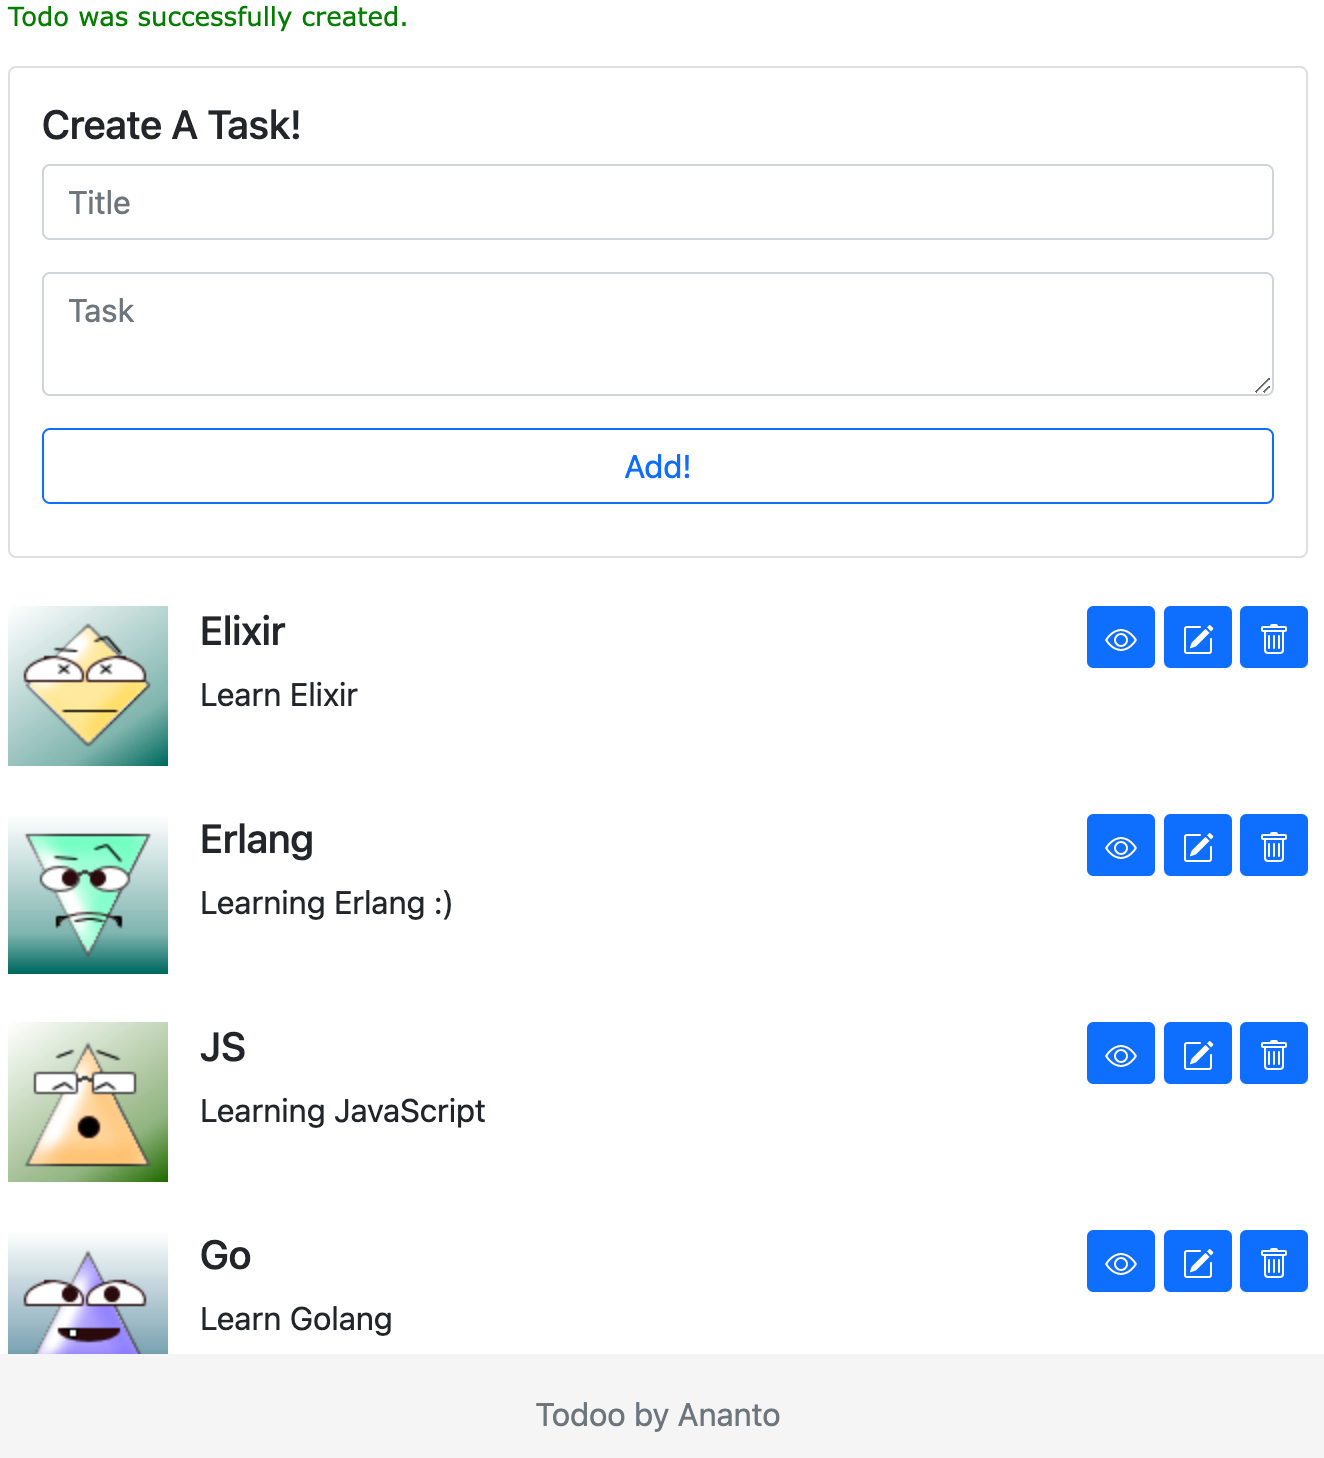 Todo was successfully created.
Create A Task!
Title
Task
Add!
Elixir
Learn Elixir
Erlang
Learning Erlang :)
JS
Learning JavaScript
Go
Learn Golang
Todoo by Ananto